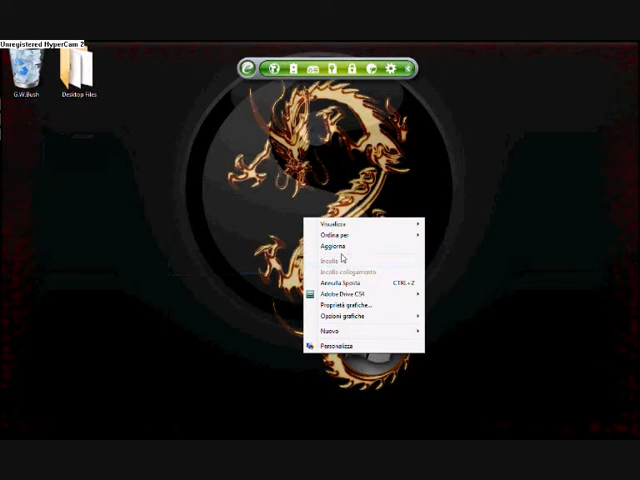 Unregistered HyperCam 2
G.W.Bush
Desktop Files
Visualizza
Ordina per
Aggiorna
Incolla
Incolla collegamento
Annulla Sposta CTRL+Z
Adobe Drive CS4
Proprietà grafiche...
Opzioni grafiche
Nuovo
Personalizza